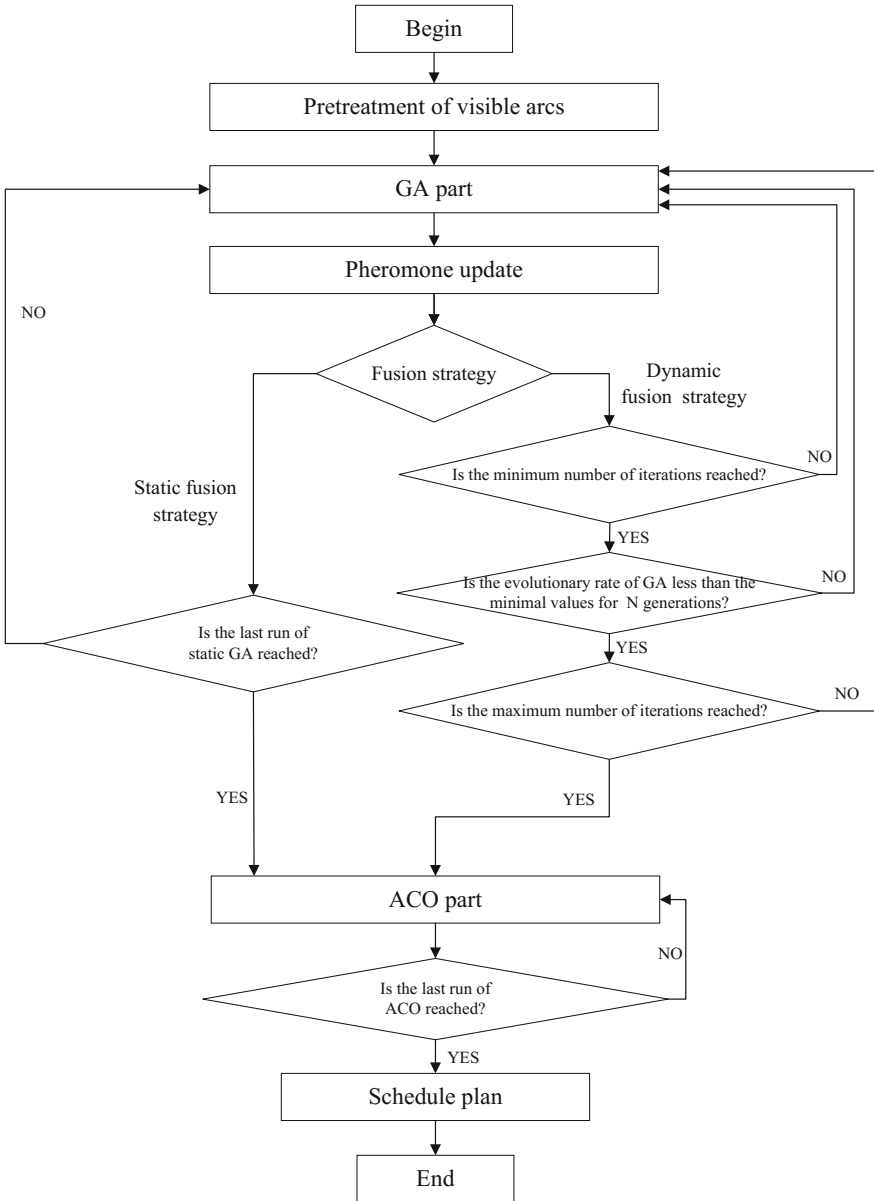 Begin
Pretreatment of visible arcs
GA part
Pheromone update
NO
Fusion strategy
Dynamic
fusion strategy
Is the minimum number of iterations reached?
NO
Static fusion
strategy
YES
Is the evolutionary rate of GA less than the
minimal values for N generations?
NO
Is the last run of
static GA reached?
YES
Is the maximum number of iterations reached?
NO
YES
YES
ACO part
NO
Is the last run of
ACO reached?
YES
Schedule plan
End